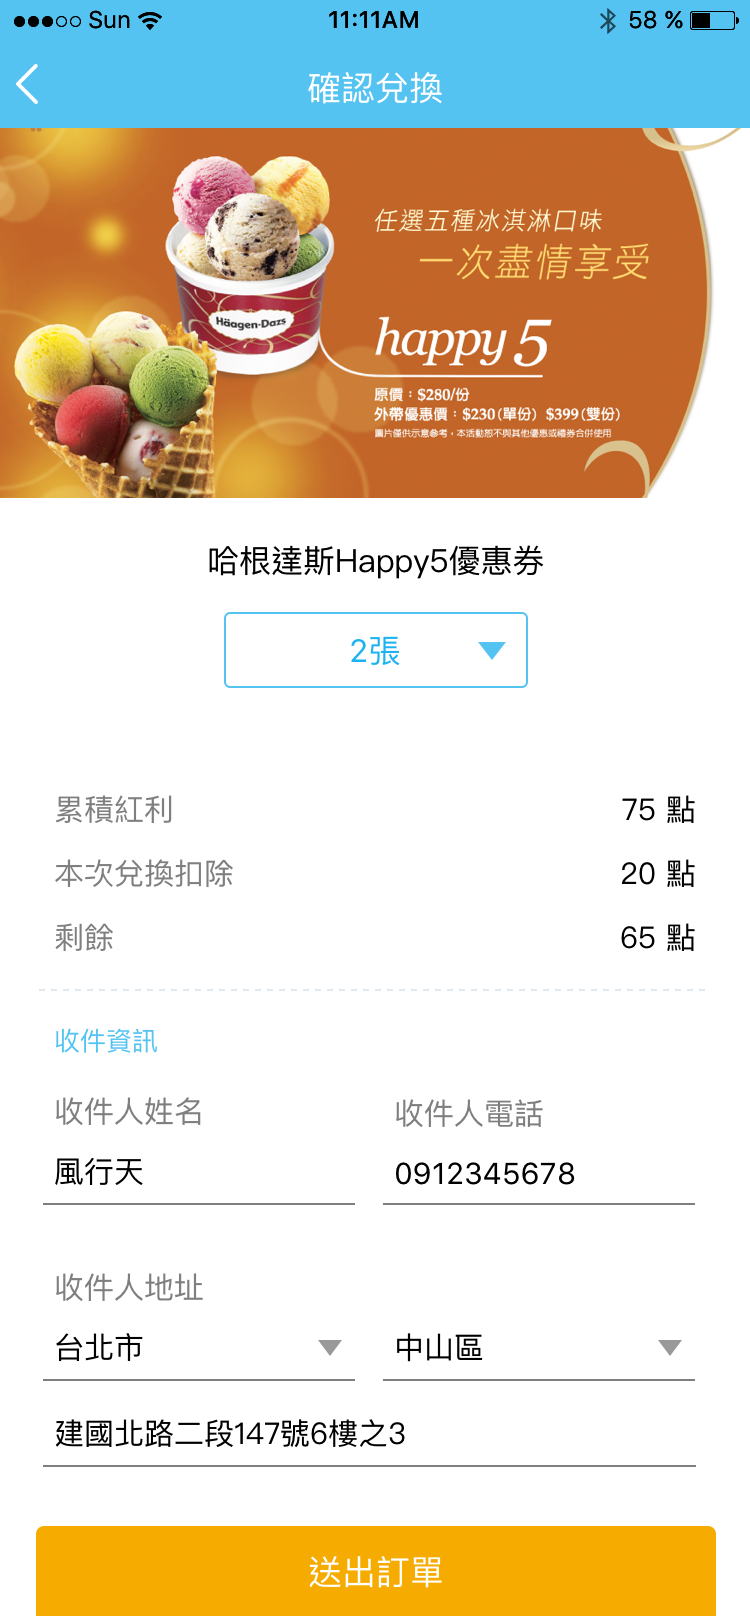 Sun 11:11AM 58 %
確認兌換
任選五種冰淇淋口味
一次盡情享受
Häagen-Dazs
happy 5
原價：$280/份
外帶優惠價：$230(單份) $399(雙份)
圖片僅供示意參考，本活動恕不與其他優惠或禮券合併使用
哈根達斯Happy5優惠券
2張
累積紅利 75 點
本次兌換扣除 20 點
剩餘 65 點
收件資訊
收件人姓名 收件人電話
風行天 0912345678
收件人地址
台北市 中山區
建國北路二段147號6樓之3
送出訂單